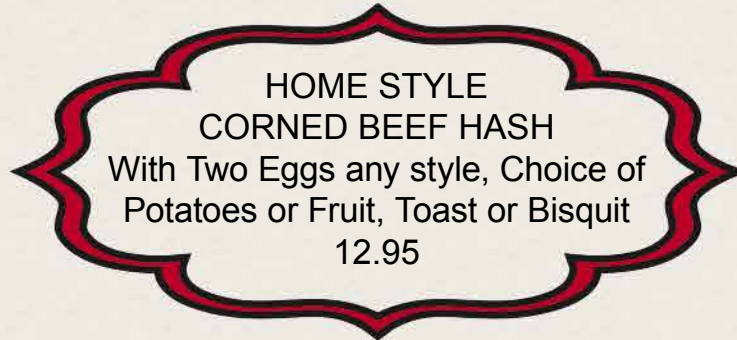 HOME STYLE
CORNED BEEF HASH
With Two Eggs any style, Choice of
Potatoes or Fruit, Toast or Bisquit
12.95